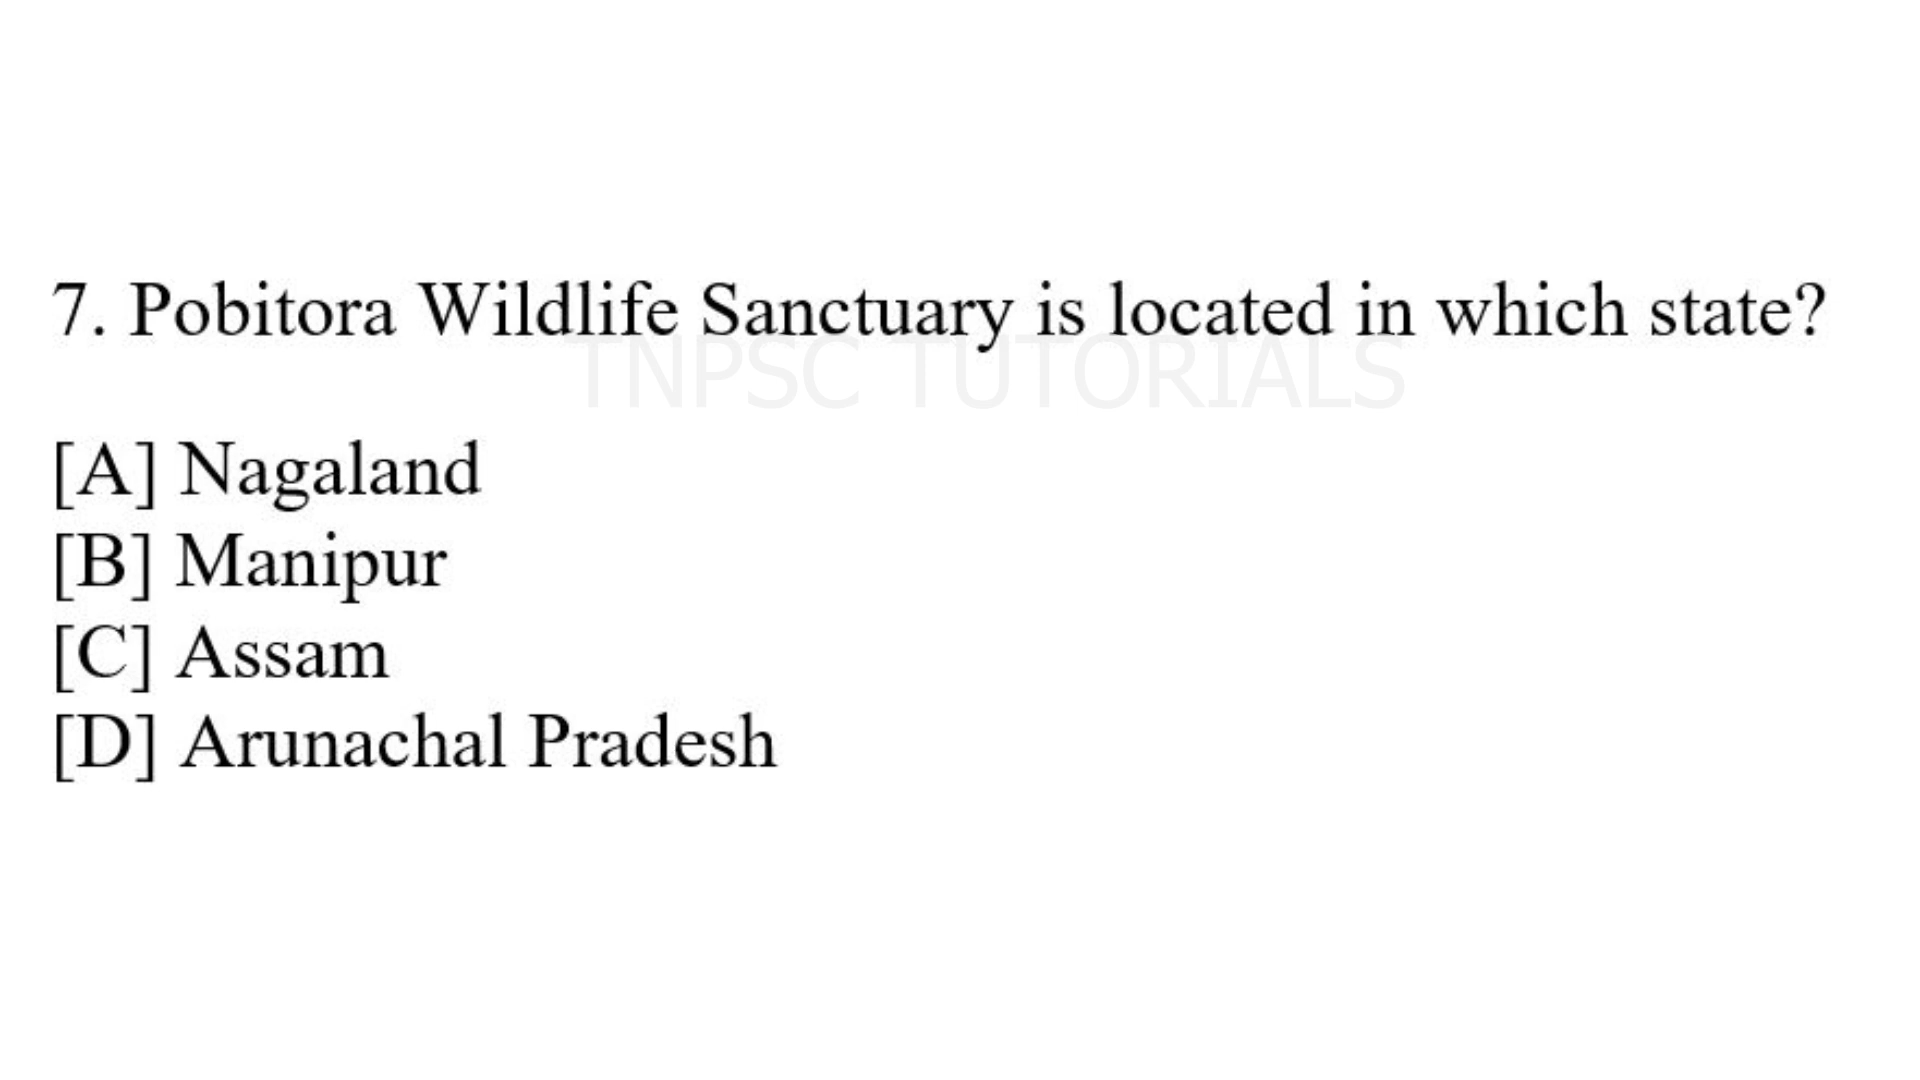 7. Pobitora Wildlife Sanctuary is located in which state?
TNPSC TUTORIALS
[A] Nagaland
[B] Manipur
[C] Assam
[D] Arunachal Pradesh